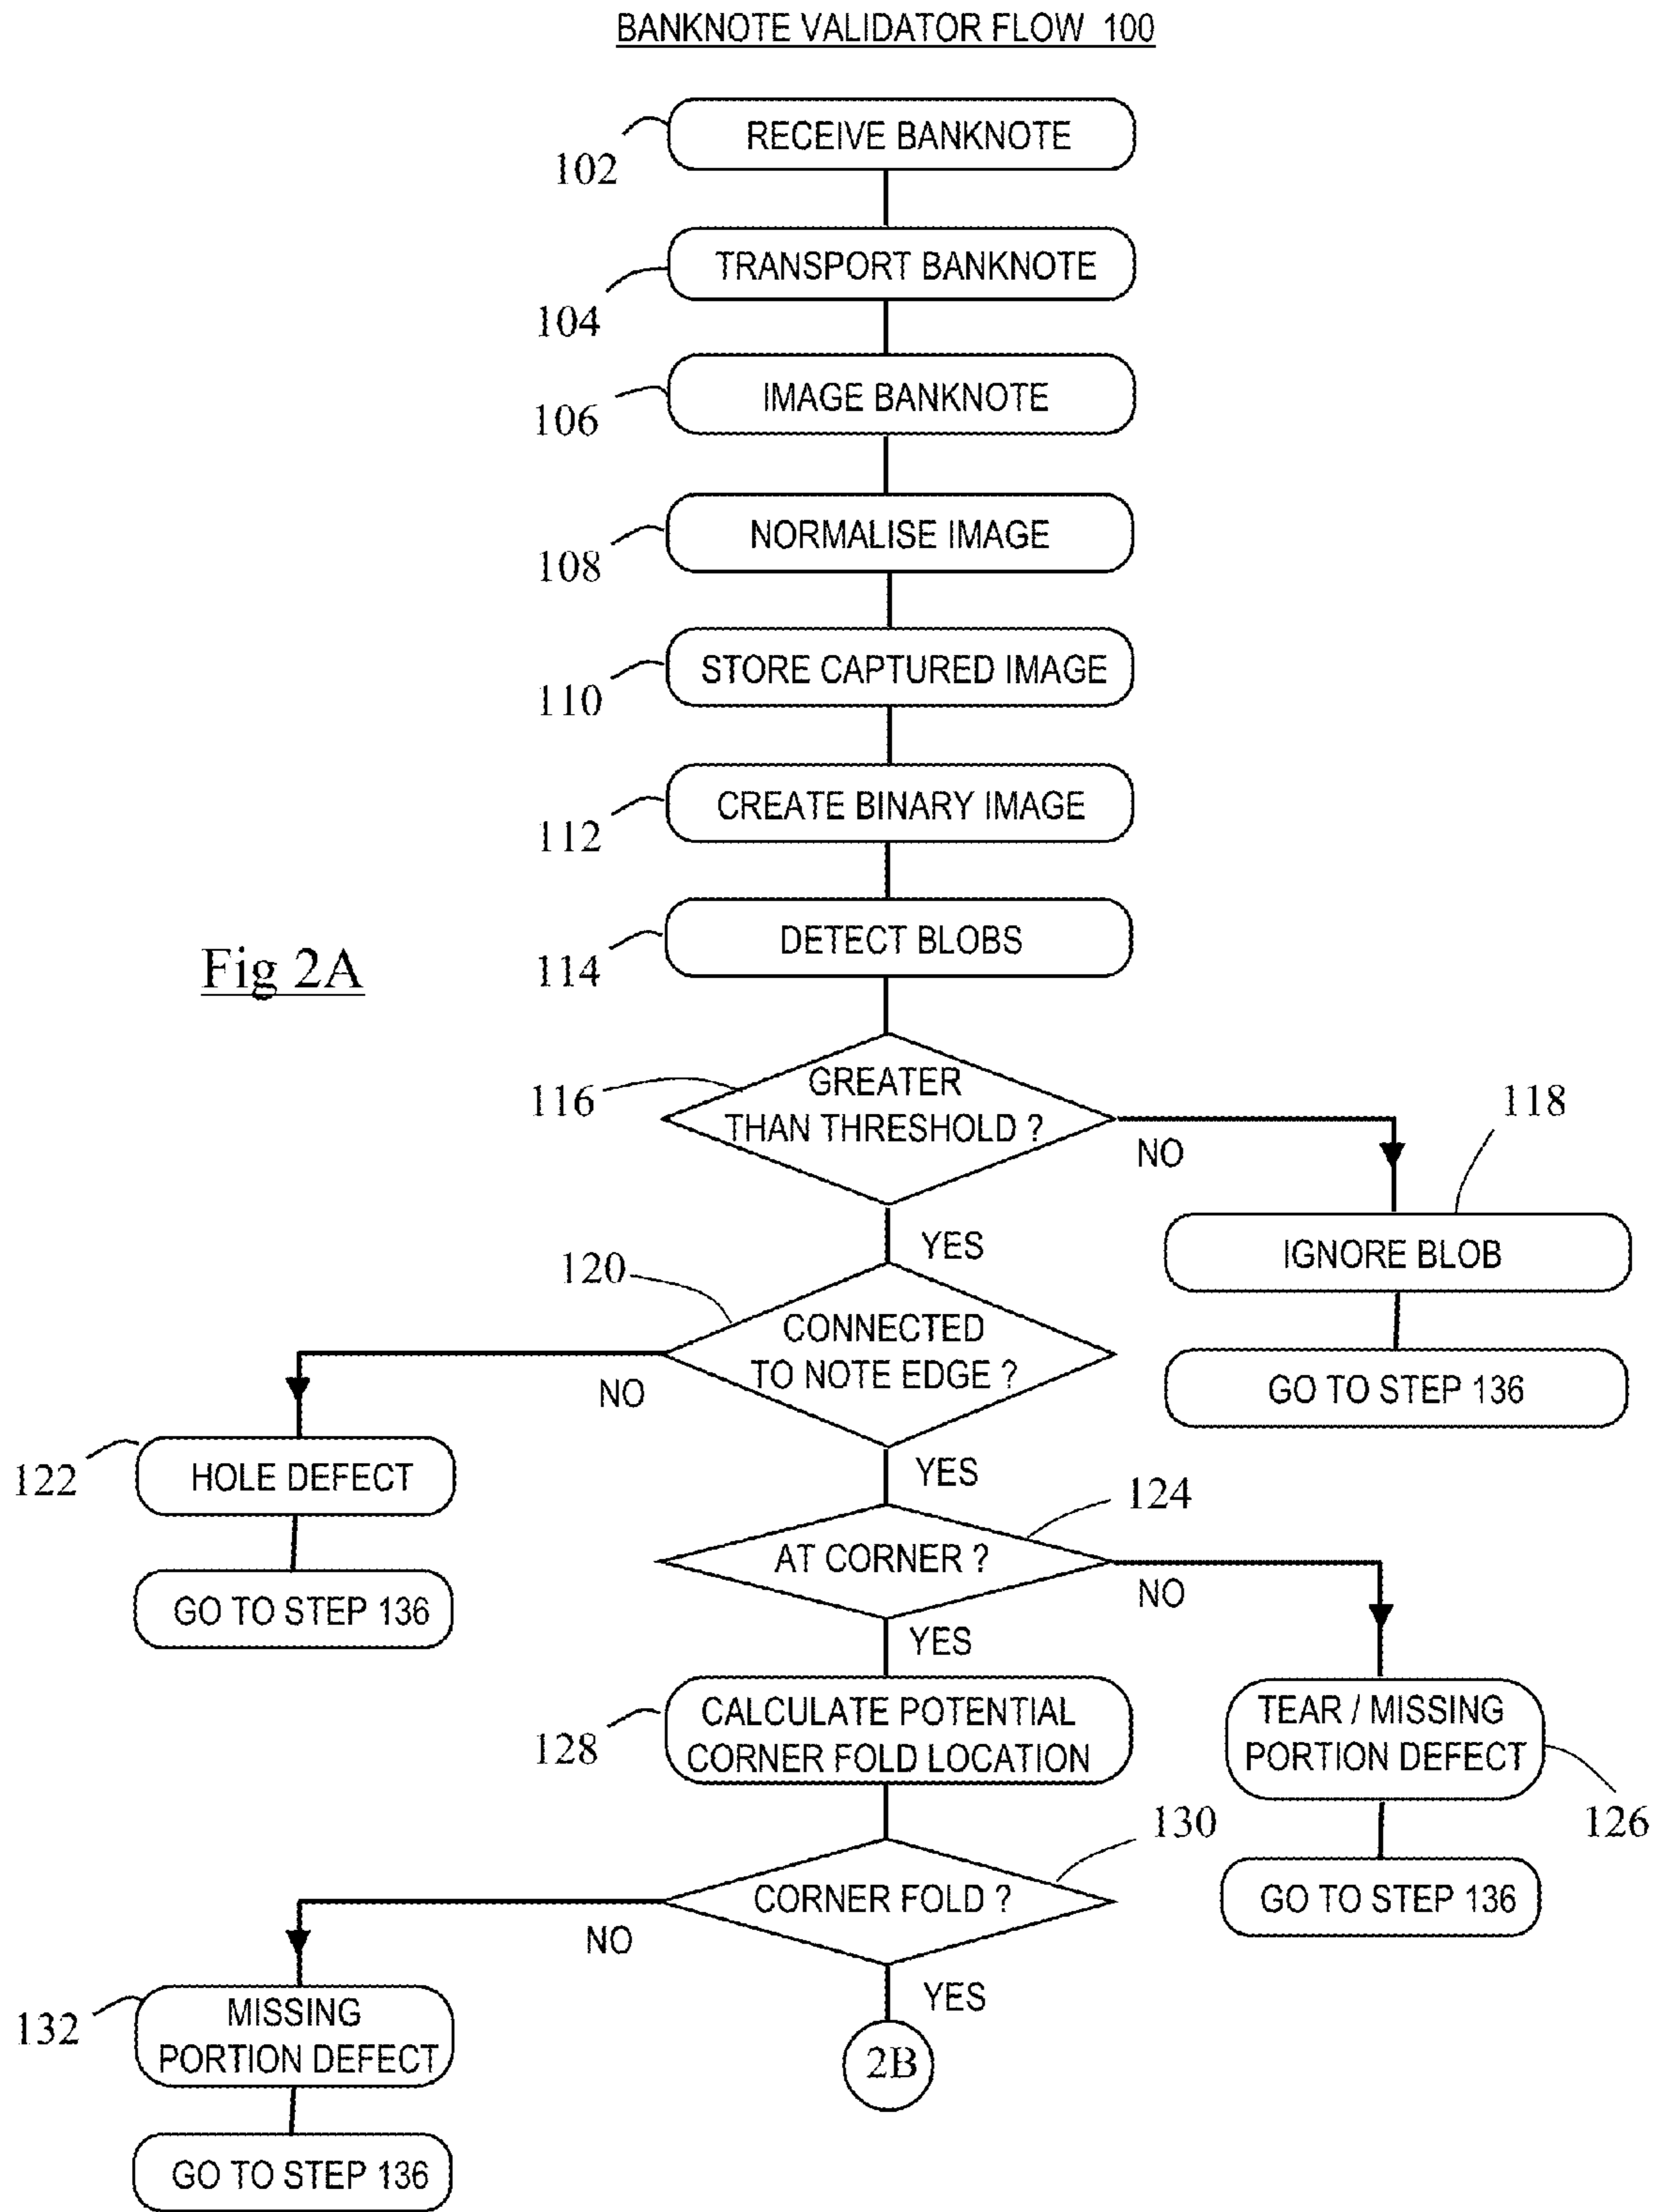 BANKNOTE VALIDATOR FLOW 100
RECEIVE BANKNOTE
102
TRANSPORT BANKNOTE
104
IMAGE BANKNOTE
106
NORMALISE IMAGE
108
STORE CAPTURED IMAGE
110
CREATE BINARY IMAGE
112
DETECT BLOBS
114
Fig 2A
GREATER
THAN THRESHOLD ?
116
NO
118
YES
IGNORE BLOB
120
CONNECTED
TO NOTE EDGE ?
NO
GO TO STEP 136
122
HOLE DEFECT
YES
124
AT CORNER ?
NO
GO TO STEP 136
YES
128
CALCULATE POTENTIAL
CORNER FOLD LOCATION
TEAR / MISSING
PORTION DEFECT
126
130
CORNER FOLD ?
GO TO STEP 136
NO
YES
132
MISSING
PORTION DEFECT
2B
GO TO STEP 136